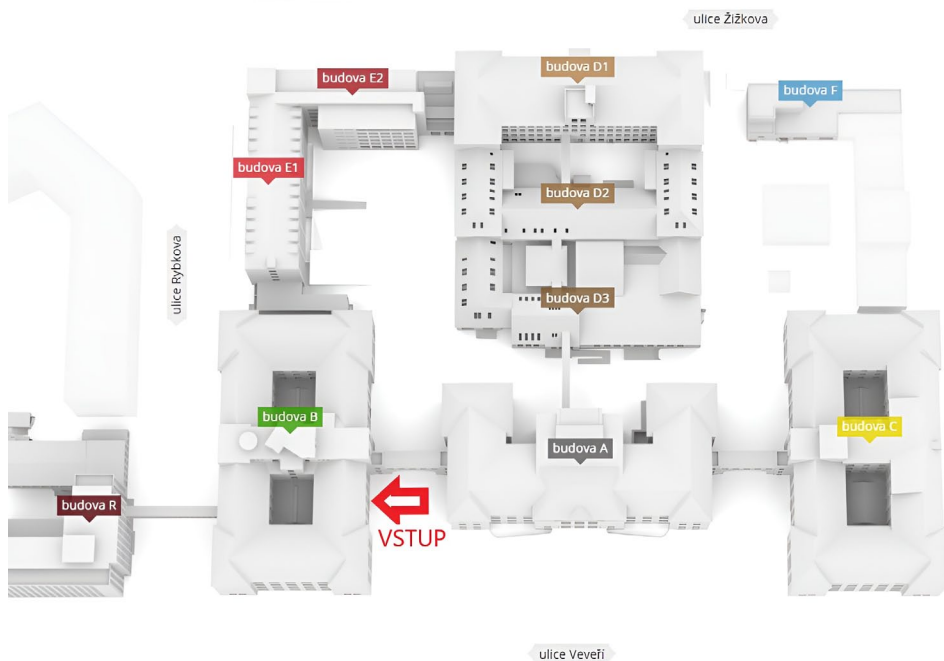 ulice Žižkova
budova D1
budova E2
budova F
budova E1
budova D2
ulice Rybkova
budova D3
budova B
budova C
budova A
budova R
VSTUP
ulice Veveří